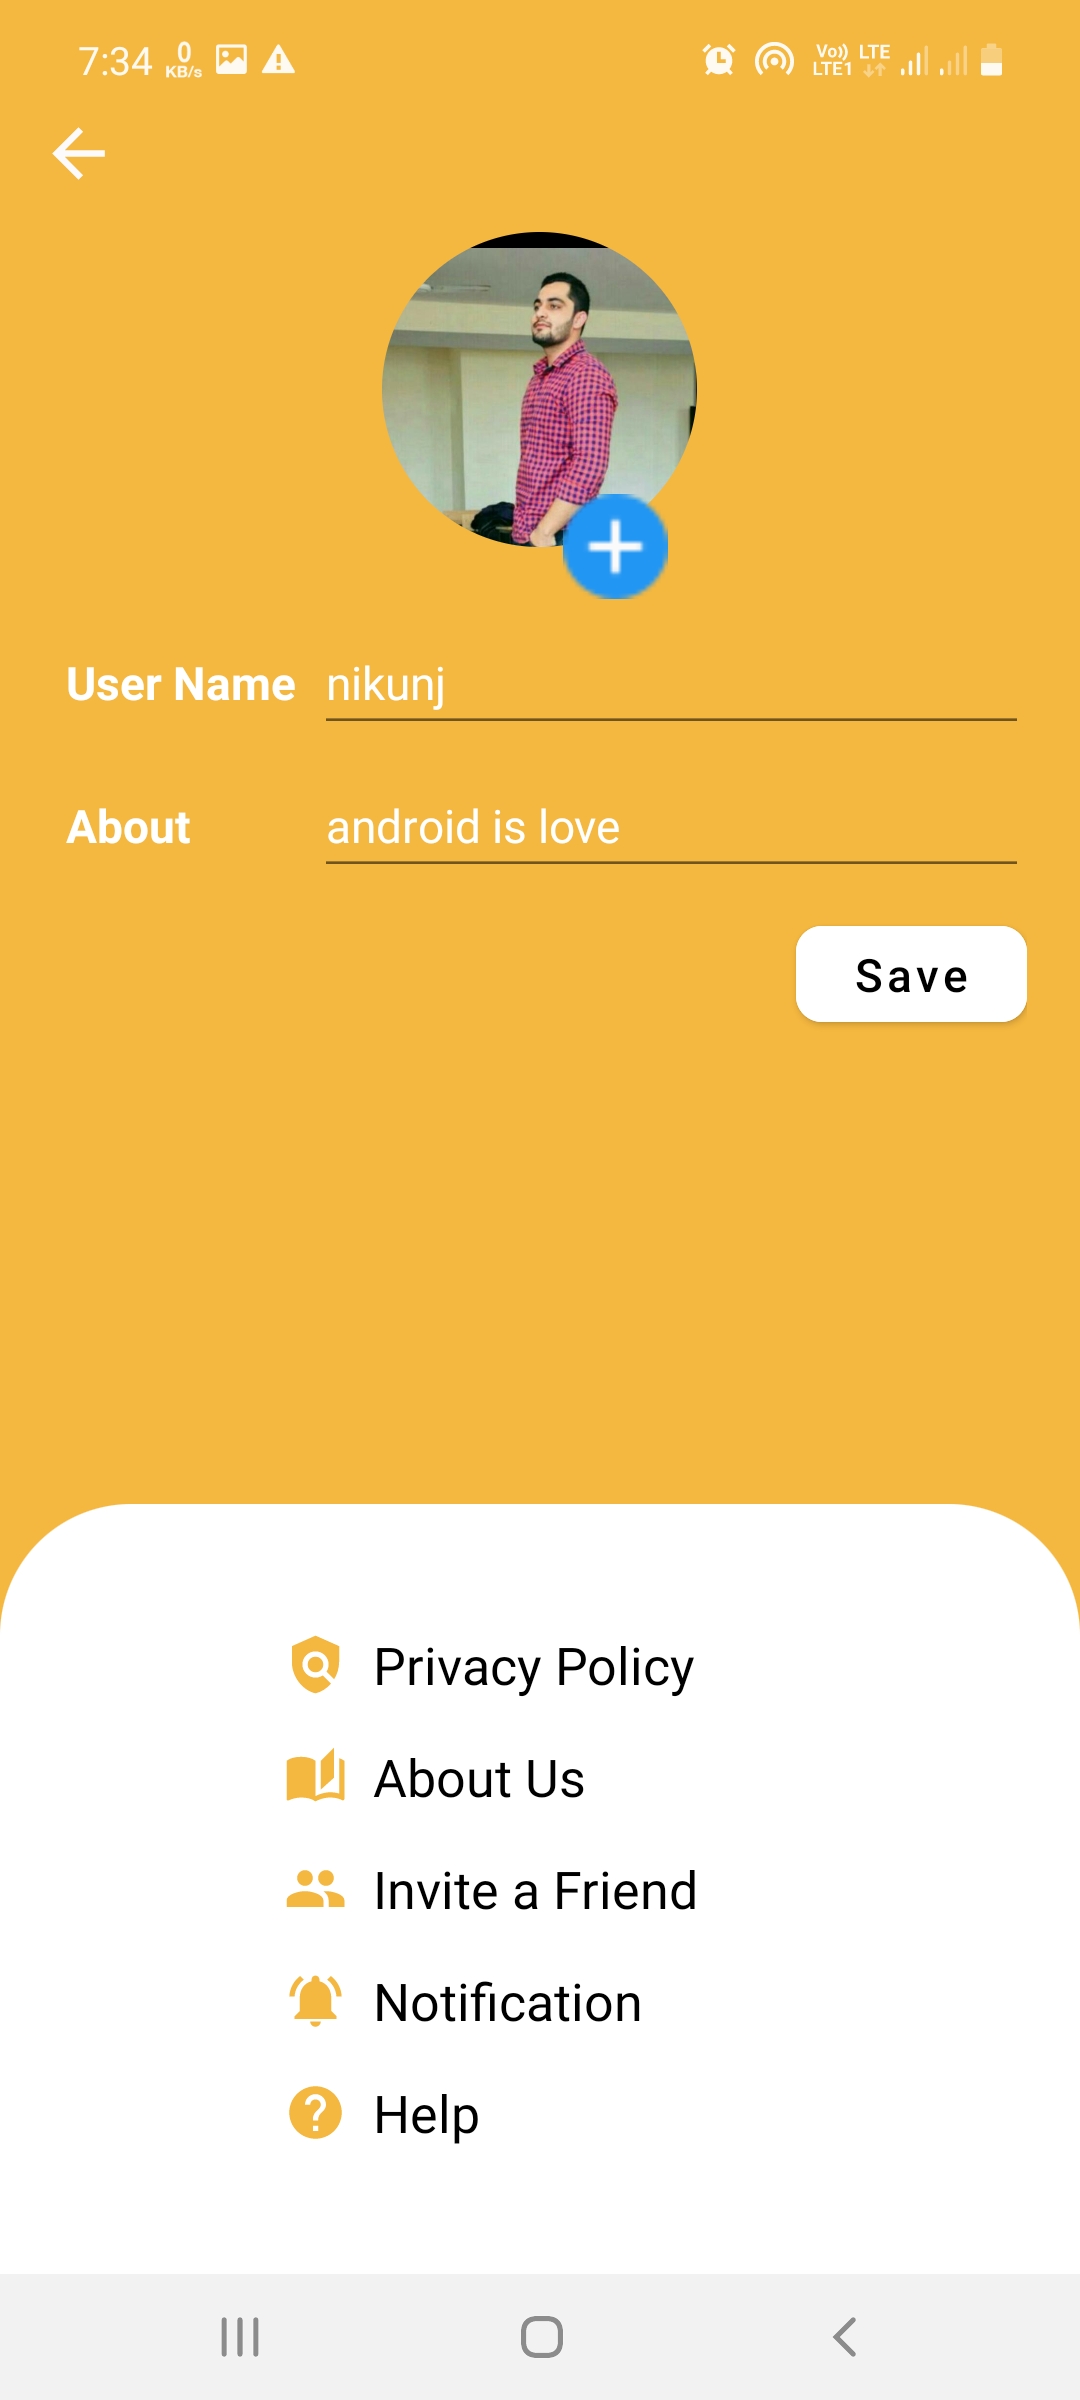 7:34 0 KB/s Vo)) LTE1 LTE
User Name nikunj
About android is love
Save
Privacy Policy
About Us
Invite a Friend
Notification
Help